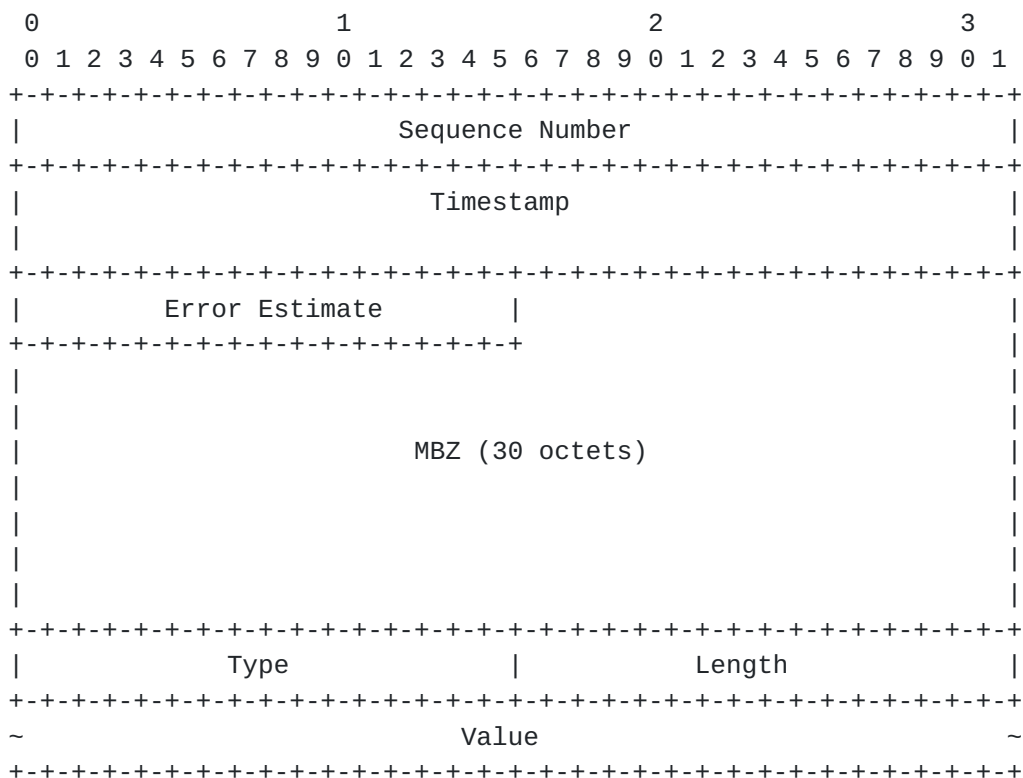 0                   1                   2                   3
 0 1 2 3 4 5 6 7 8 9 0 1 2 3 4 5 6 7 8 9 0 1 2 3 4 5 6 7 8 9 0 1
+-+-+-+-+-+-+-+-+-+-+-+-+-+-+-+-+-+-+-+-+-+-+-+-+-+-+-+-+-+-+-+-+
|                        Sequence Number                        |
+-+-+-+-+-+-+-+-+-+-+-+-+-+-+-+-+-+-+-+-+-+-+-+-+-+-+-+-+-+-+-+-+
|                          Timestamp                            |
|                                                               |
+-+-+-+-+-+-+-+-+-+-+-+-+-+-+-+-+-+-+-+-+-+-+-+-+-+-+-+-+-+-+-+-+
|         Error Estimate        |                               |
+-+-+-+-+-+-+-+-+-+-+-+-+-+-+-+-+                               |
|                                                               |
|                                                               |
|                         MBZ (30 octets)                       |
|                                                               |
|                                                               |
|                                                               |
|                                                               |
+-+-+-+-+-+-+-+-+-+-+-+-+-+-+-+-+-+-+-+-+-+-+-+-+-+-+-+-+-+-+-+-+
|             Type              |           Length              |
+-+-+-+-+-+-+-+-+-+-+-+-+-+-+-+-+-+-+-+-+-+-+-+-+-+-+-+-+-+-+-+-+
~                            Value                              ~
+-+-+-+-+-+-+-+-+-+-+-+-+-+-+-+-+-+-+-+-+-+-+-+-+-+-+-+-+-+-+-+-+